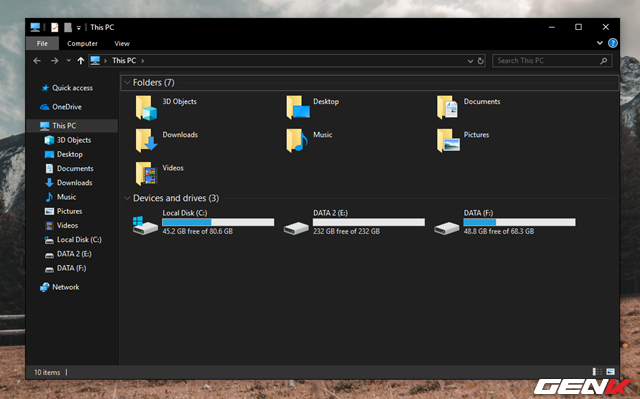 This PC
File Computer View
This PC
Search This PC
Quick access
OneDrive
This PC
3D Objects
Desktop
Documents
Downloads
Music
Pictures
Videos
Local Disk (C:)
DATA 2 (E:)
DATA (F:)
Network
Folders (7)
3D Objects
Desktop
Documents
Downloads
Music
Pictures
Videos
Devices and drives (3)
Local Disk (C:)
45.2 GB free of 80.6 GB
DATA 2 (E:)
232 GB free of 232 GB
DATA (F:)
48.8 GB free of 68.3 GB
10 items
GENK